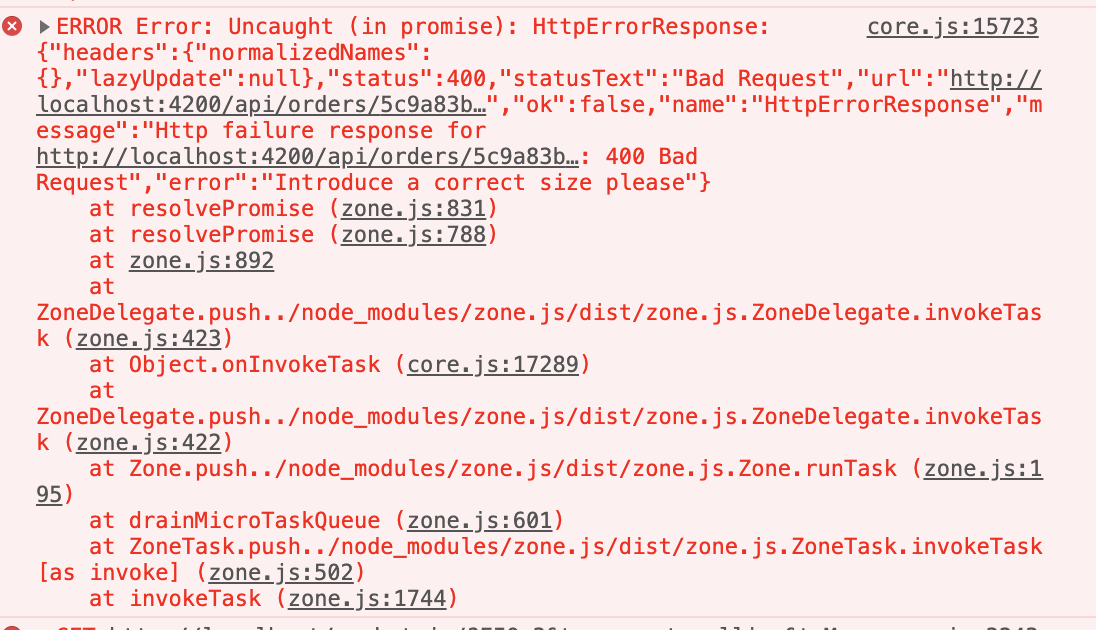 ERROR Error: Uncaught (in promise): HttpErrorResponse: core.js:15723
{"headers":{"normalizedNames":
{},"lazyUpdate":null},"status":400,"statusText":"Bad Request","url":"http://
localhost:4200/api/orders/5c9a83b…","ok":false,"name":"HttpErrorResponse","m
essage":"Http failure response for
http://localhost:4200/api/orders/5c9a83b…: 400 Bad
Request","error":"Introduce a correct size please"}
at resolvePromise (zone.js:831)
at resolvePromise (zone.js:788)
at zone.js:892
at
ZoneDelegate.push../node_modules/zone.js/dist/zone.js.ZoneDelegate.invokeTas
k (zone.js:423)
at Object.onInvokeTask (core.js:17289)
at
ZoneDelegate.push../node_modules/zone.js/dist/zone.js.ZoneDelegate.invokeTas
k (zone.js:422)
at Zone.push../node_modules/zone.js/dist/zone.js.Zone.runTask (zone.js:1
95)
at drainMicroTaskQueue (zone.js:601)
at ZoneTask.push../node_modules/zone.js/dist/zone.js.ZoneTask.invokeTask
[as invoke] (zone.js:502)
at invokeTask (zone.js:1744)